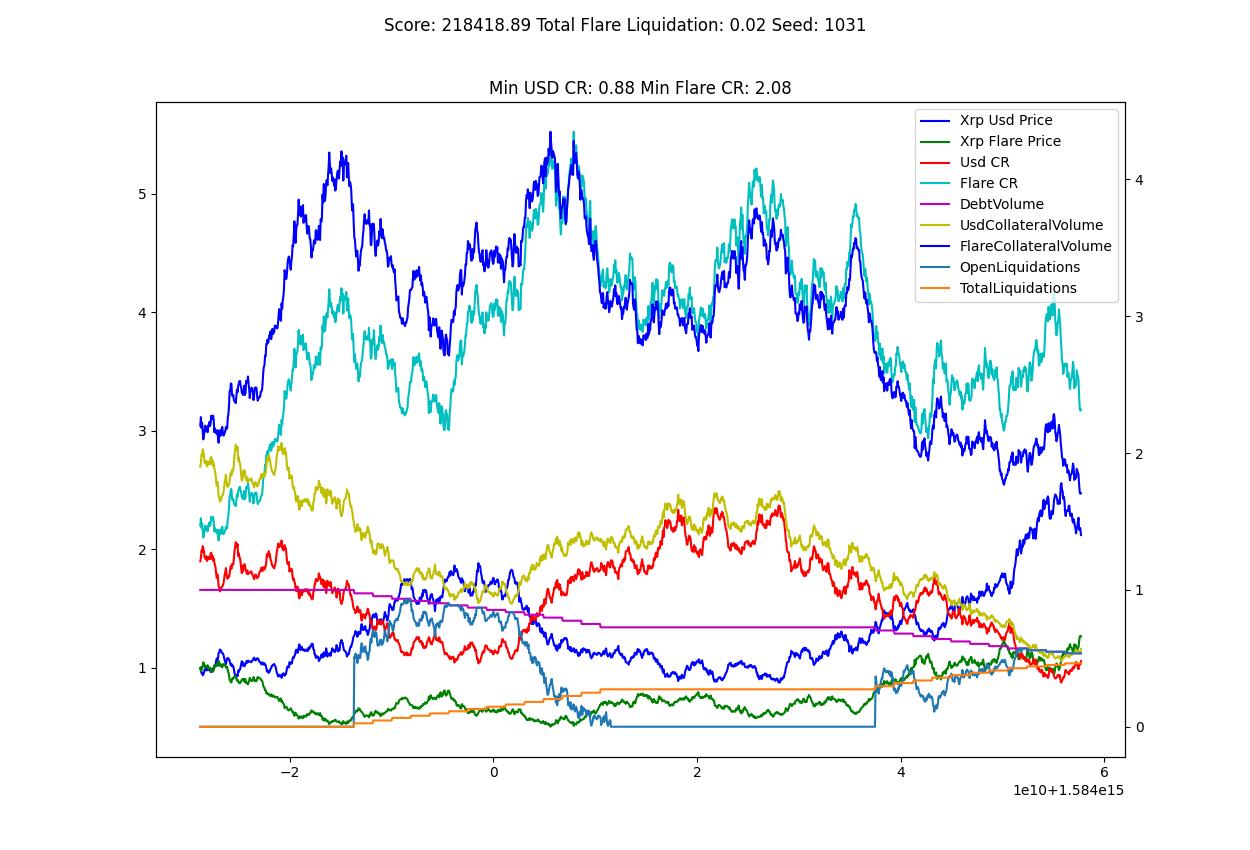 Score: 218418.89 Total Flare Liquidation: 0.02 Seed: 1031
Min USD CR: 0.88 Min Flare CR: 2.08
Xrp Usd Price
Xrp Flare Price
Usd CR
Flare CR
DebtVolume
UsdCollateralVolume
FlareCollateralVolume
OpenLiquidations
TotalLiquidations
5
4
3
2
1
4
3
2
1
0
−2
0
2
4
6
1e10+1.584e15